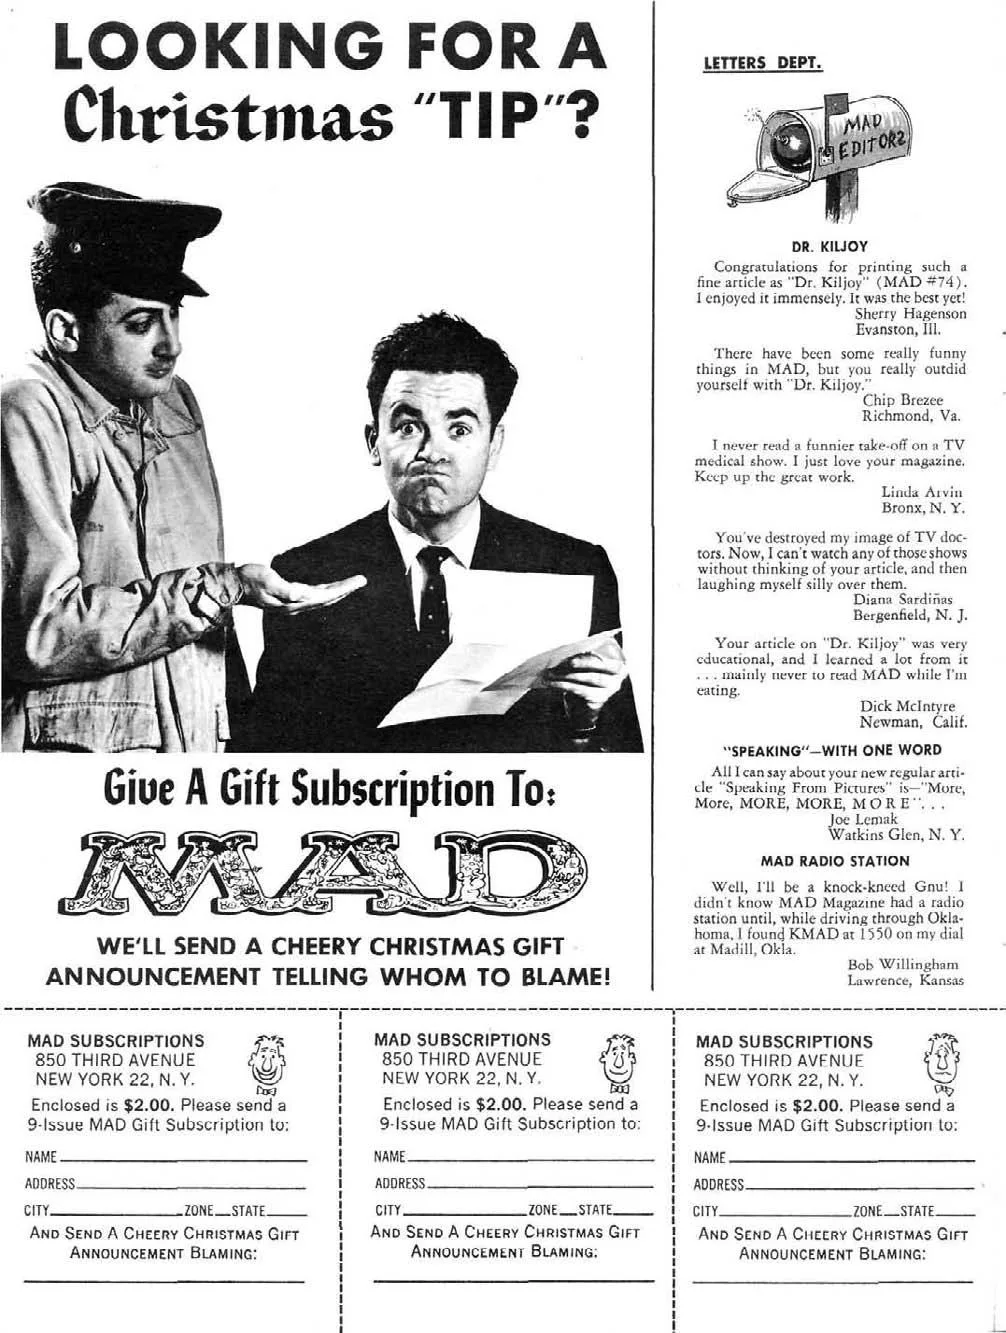 LOOKING FOR A
Christmas "TIP"?
Give A Gift Subscription To:
MAD
WE'LL SEND A CHEERY CHRISTMAS GIFT
ANNOUNCEMENT TELLING WHOM TO BLAME!
LETTERS DEPT.
MAD
EDITORS
DR. KILJOY
Congratulations for printing such a
fine article as "Dr. Kiljoy" (MAD #74).
I enjoyed it immensely. It was the best yet!
Sherry Hagenson
Evanston, Ill.
There have been some really funny
things in MAD, but you really outdid
yourself with "Dr. Kiljoy."
Chip Brezee
Richmond, Va.
I never read a funnier take-off on a TV
medical show. I just love your magazine.
Keep up the great work.
Linda Arvin
Bronx, N. Y.
You've destroyed my image of TV doc-
tors. Now, I can't watch any of those shows
without thinking of your article, and then
laughing myself silly over them.
Diana Sardiñas
Bergenfield, N. J.
Your article on "Dr. Kiljoy" was very
educational, and I learned a lot from it
. . . mainly never to read MAD while I'm
eating.
Dick McIntyre
Newman, Calif.
"SPEAKING"—WITH ONE WORD
All I can say about your new regular arti-
cle "Speaking From Pictures" is—"More,
More, MORE, MORE, M O R E". . .
Joe Lemak
Watkins Glen, N. Y.
MAD RADIO STATION
Well, I'll be a knock-kneed Gnu! I
didn't know MAD Magazine had a radio
station until, while driving through Okla-
homa, I found KMAD at 1550 on my dial
at Madill, Okla.
Bob Willingham
Lawrence, Kansas
MAD SUBSCRIPTIONS
850 THIRD AVENUE
NEW YORK 22, N. Y.
Enclosed is $2.00. Please send a
9-Issue MAD Gift Subscription to:
NAME
ADDRESS
CITY ZONE STATE
AND SEND A CHEERY CHRISTMAS GIFT
ANNOUNCEMENT BLAMING:
MAD SUBSCRIPTIONS
850 THIRD AVENUE
NEW YORK 22, N. Y.
Enclosed is $2.00. Please send a
9-Issue MAD Gift Subscription to:
NAME
ADDRESS
CITY ZONE STATE
AND SEND A CHEERY CHRISTMAS GIFT
ANNOUNCEMENT BLAMING:
MAD SUBSCRIPTIONS
850 THIRD AVENUE
NEW YORK 22, N. Y.
Enclosed is $2.00. Please send a
9-Issue MAD Gift Subscription to:
NAME
ADDRESS
CITY ZONE STATE
AND SEND A CHEERY CHRISTMAS GIFT
ANNOUNCEMENT BLAMING: